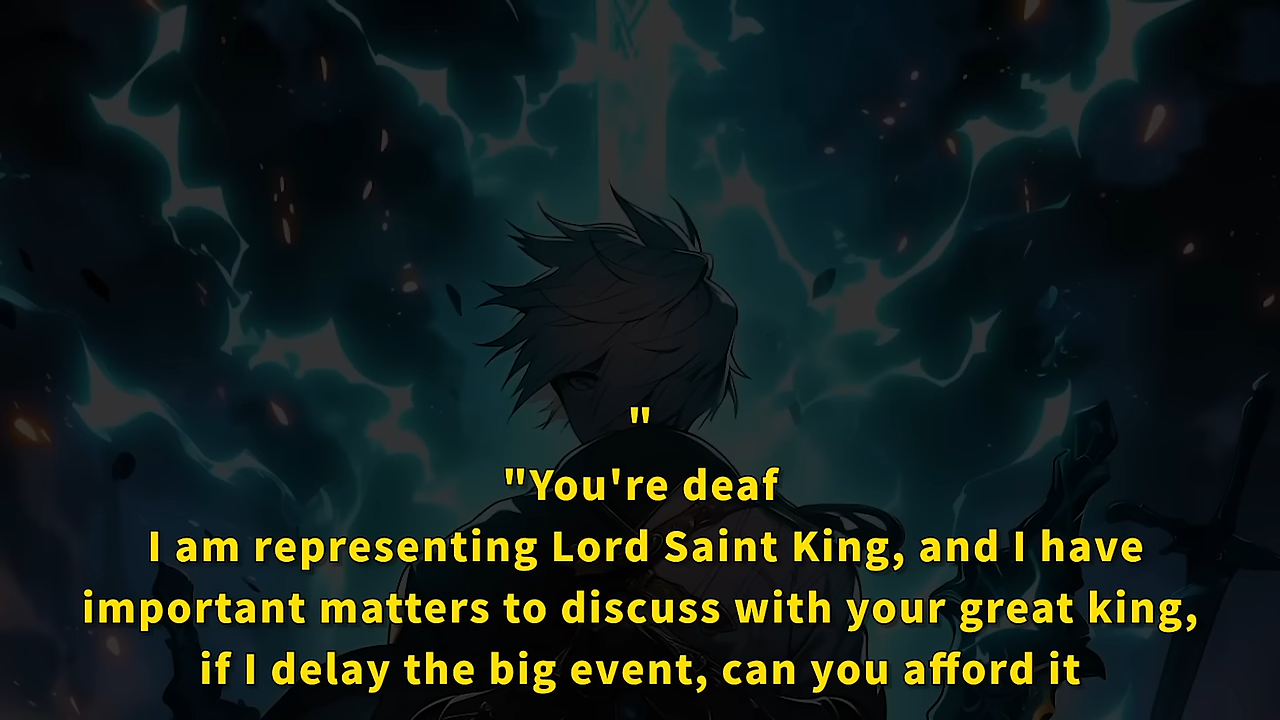 "
"You're deaf
I am representing Lord Saint King, and I have
important matters to discuss with your great king,
if I delay the big event, can you afford it